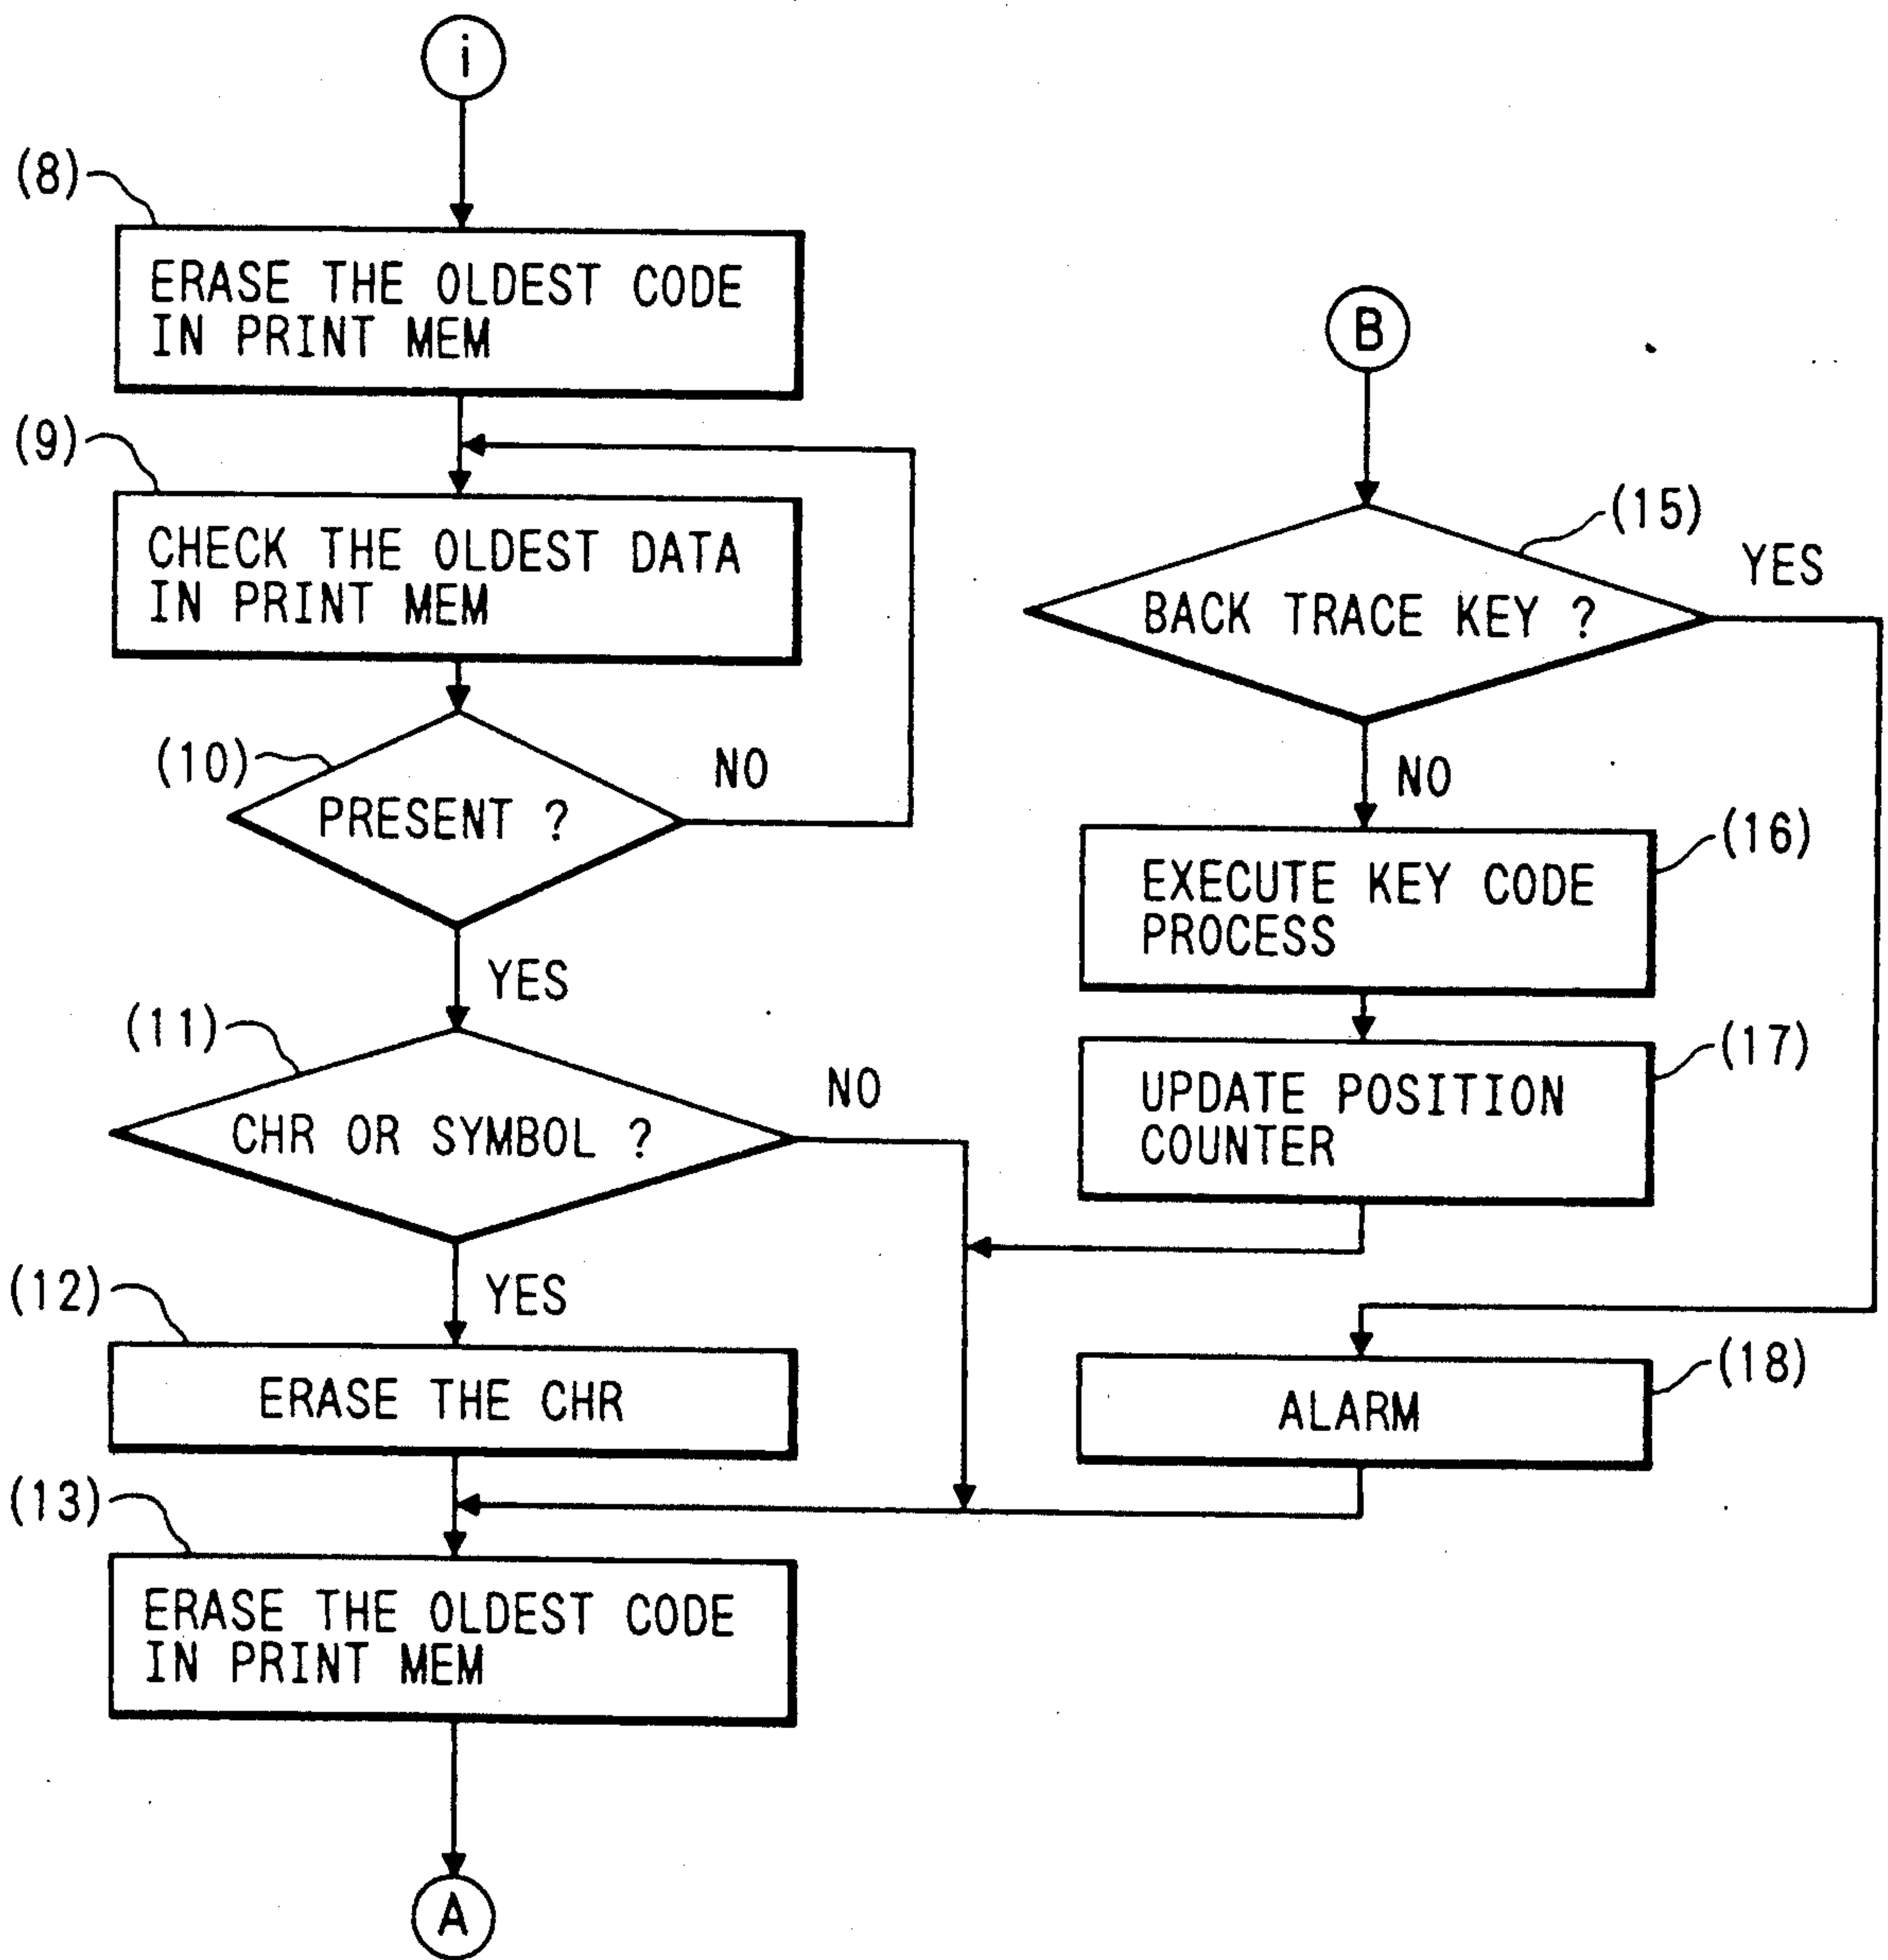 i
(8)
ERASE THE OLDEST CODE
IN PRINT MEM
(9)
CHECK THE OLDEST DATA
IN PRINT MEM
(10)
PRESENT ?
NO
YES
(11)
CHR OR SYMBOL ?
NO
YES
(12)
ERASE THE CHR
(13)
ERASE THE OLDEST CODE
IN PRINT MEM
A
B
(15)
BACK TRACE KEY ?
YES
NO
(16)
EXECUTE KEY CODE
PROCESS
(17)
UPDATE POSITION
COUNTER
(18)
ALARM